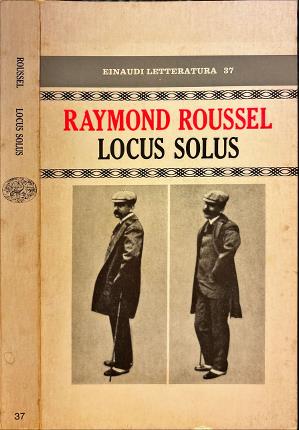 ROUSSEL LOCUS SOLUS
37
EINAUDI LETTERATURA 37
RAYMOND ROUSSEL
LOCUS SOLUS